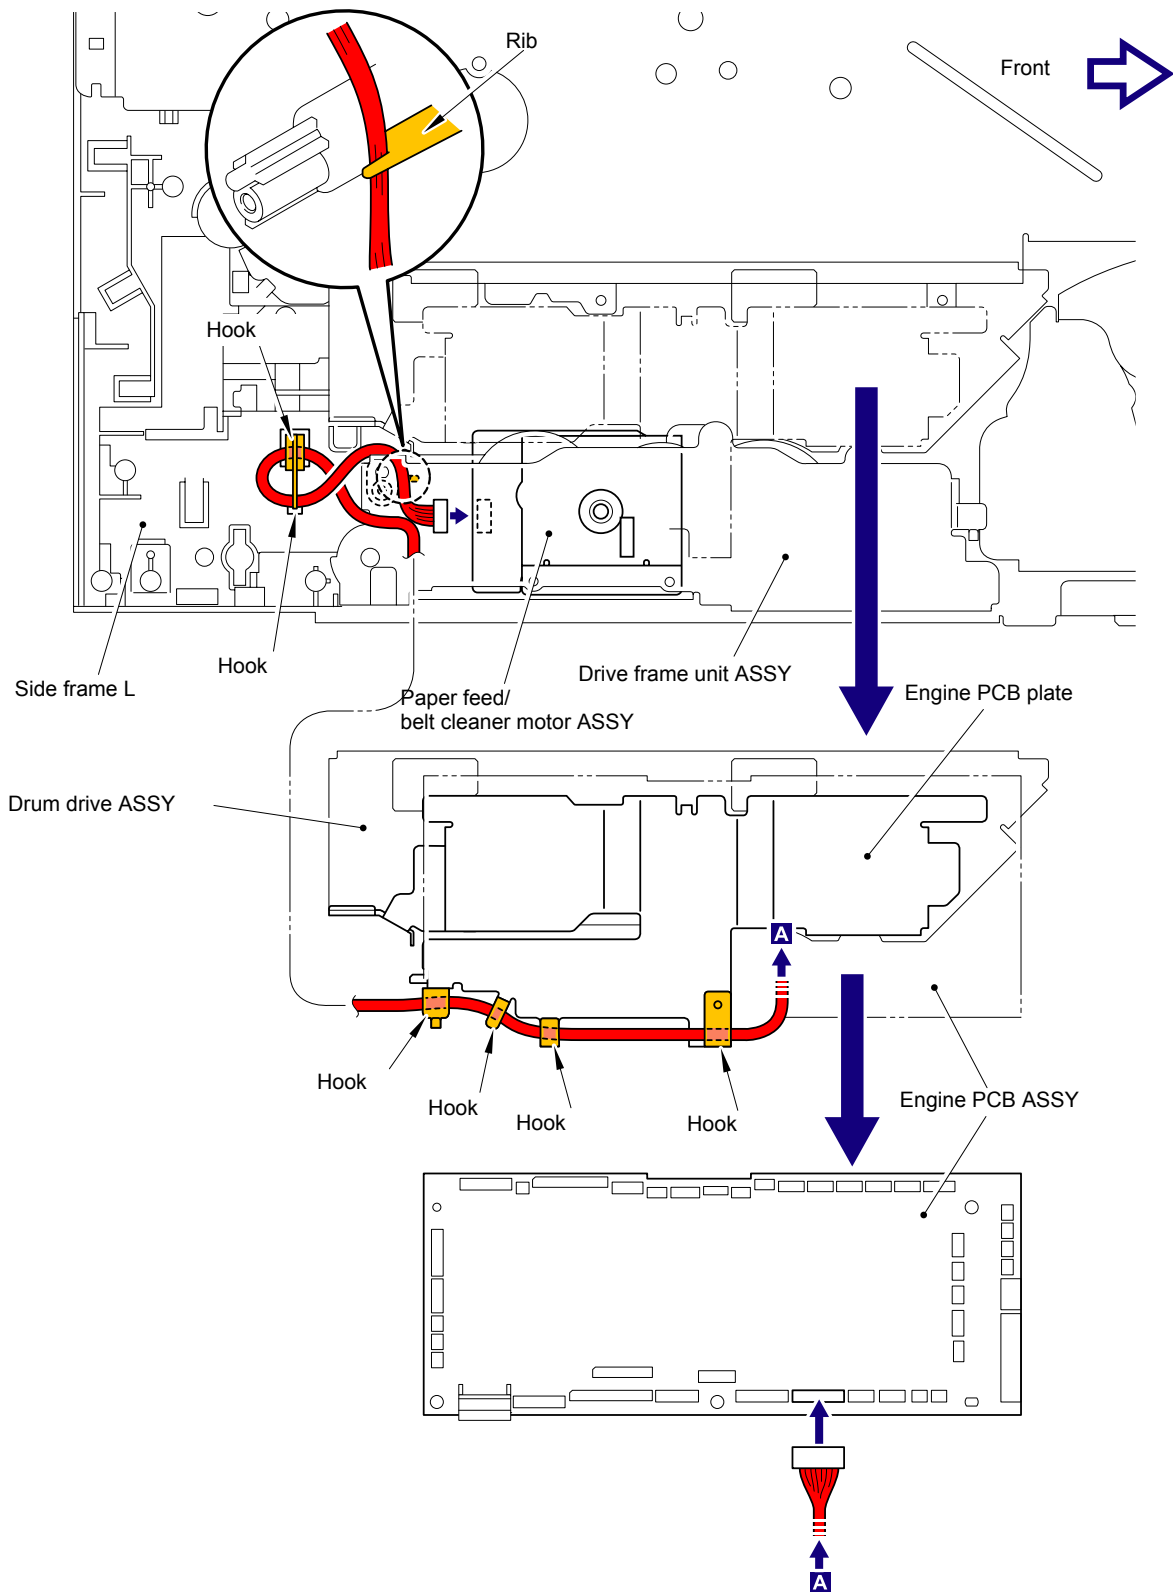 Rib
Front
Hook
Hook
Side frame L
Drive frame unit ASSY
Paper feed/
belt cleaner motor ASSY
Engine PCB plate
Drum drive ASSY
A
Hook
Hook
Hook
Hook
Engine PCB ASSY
A